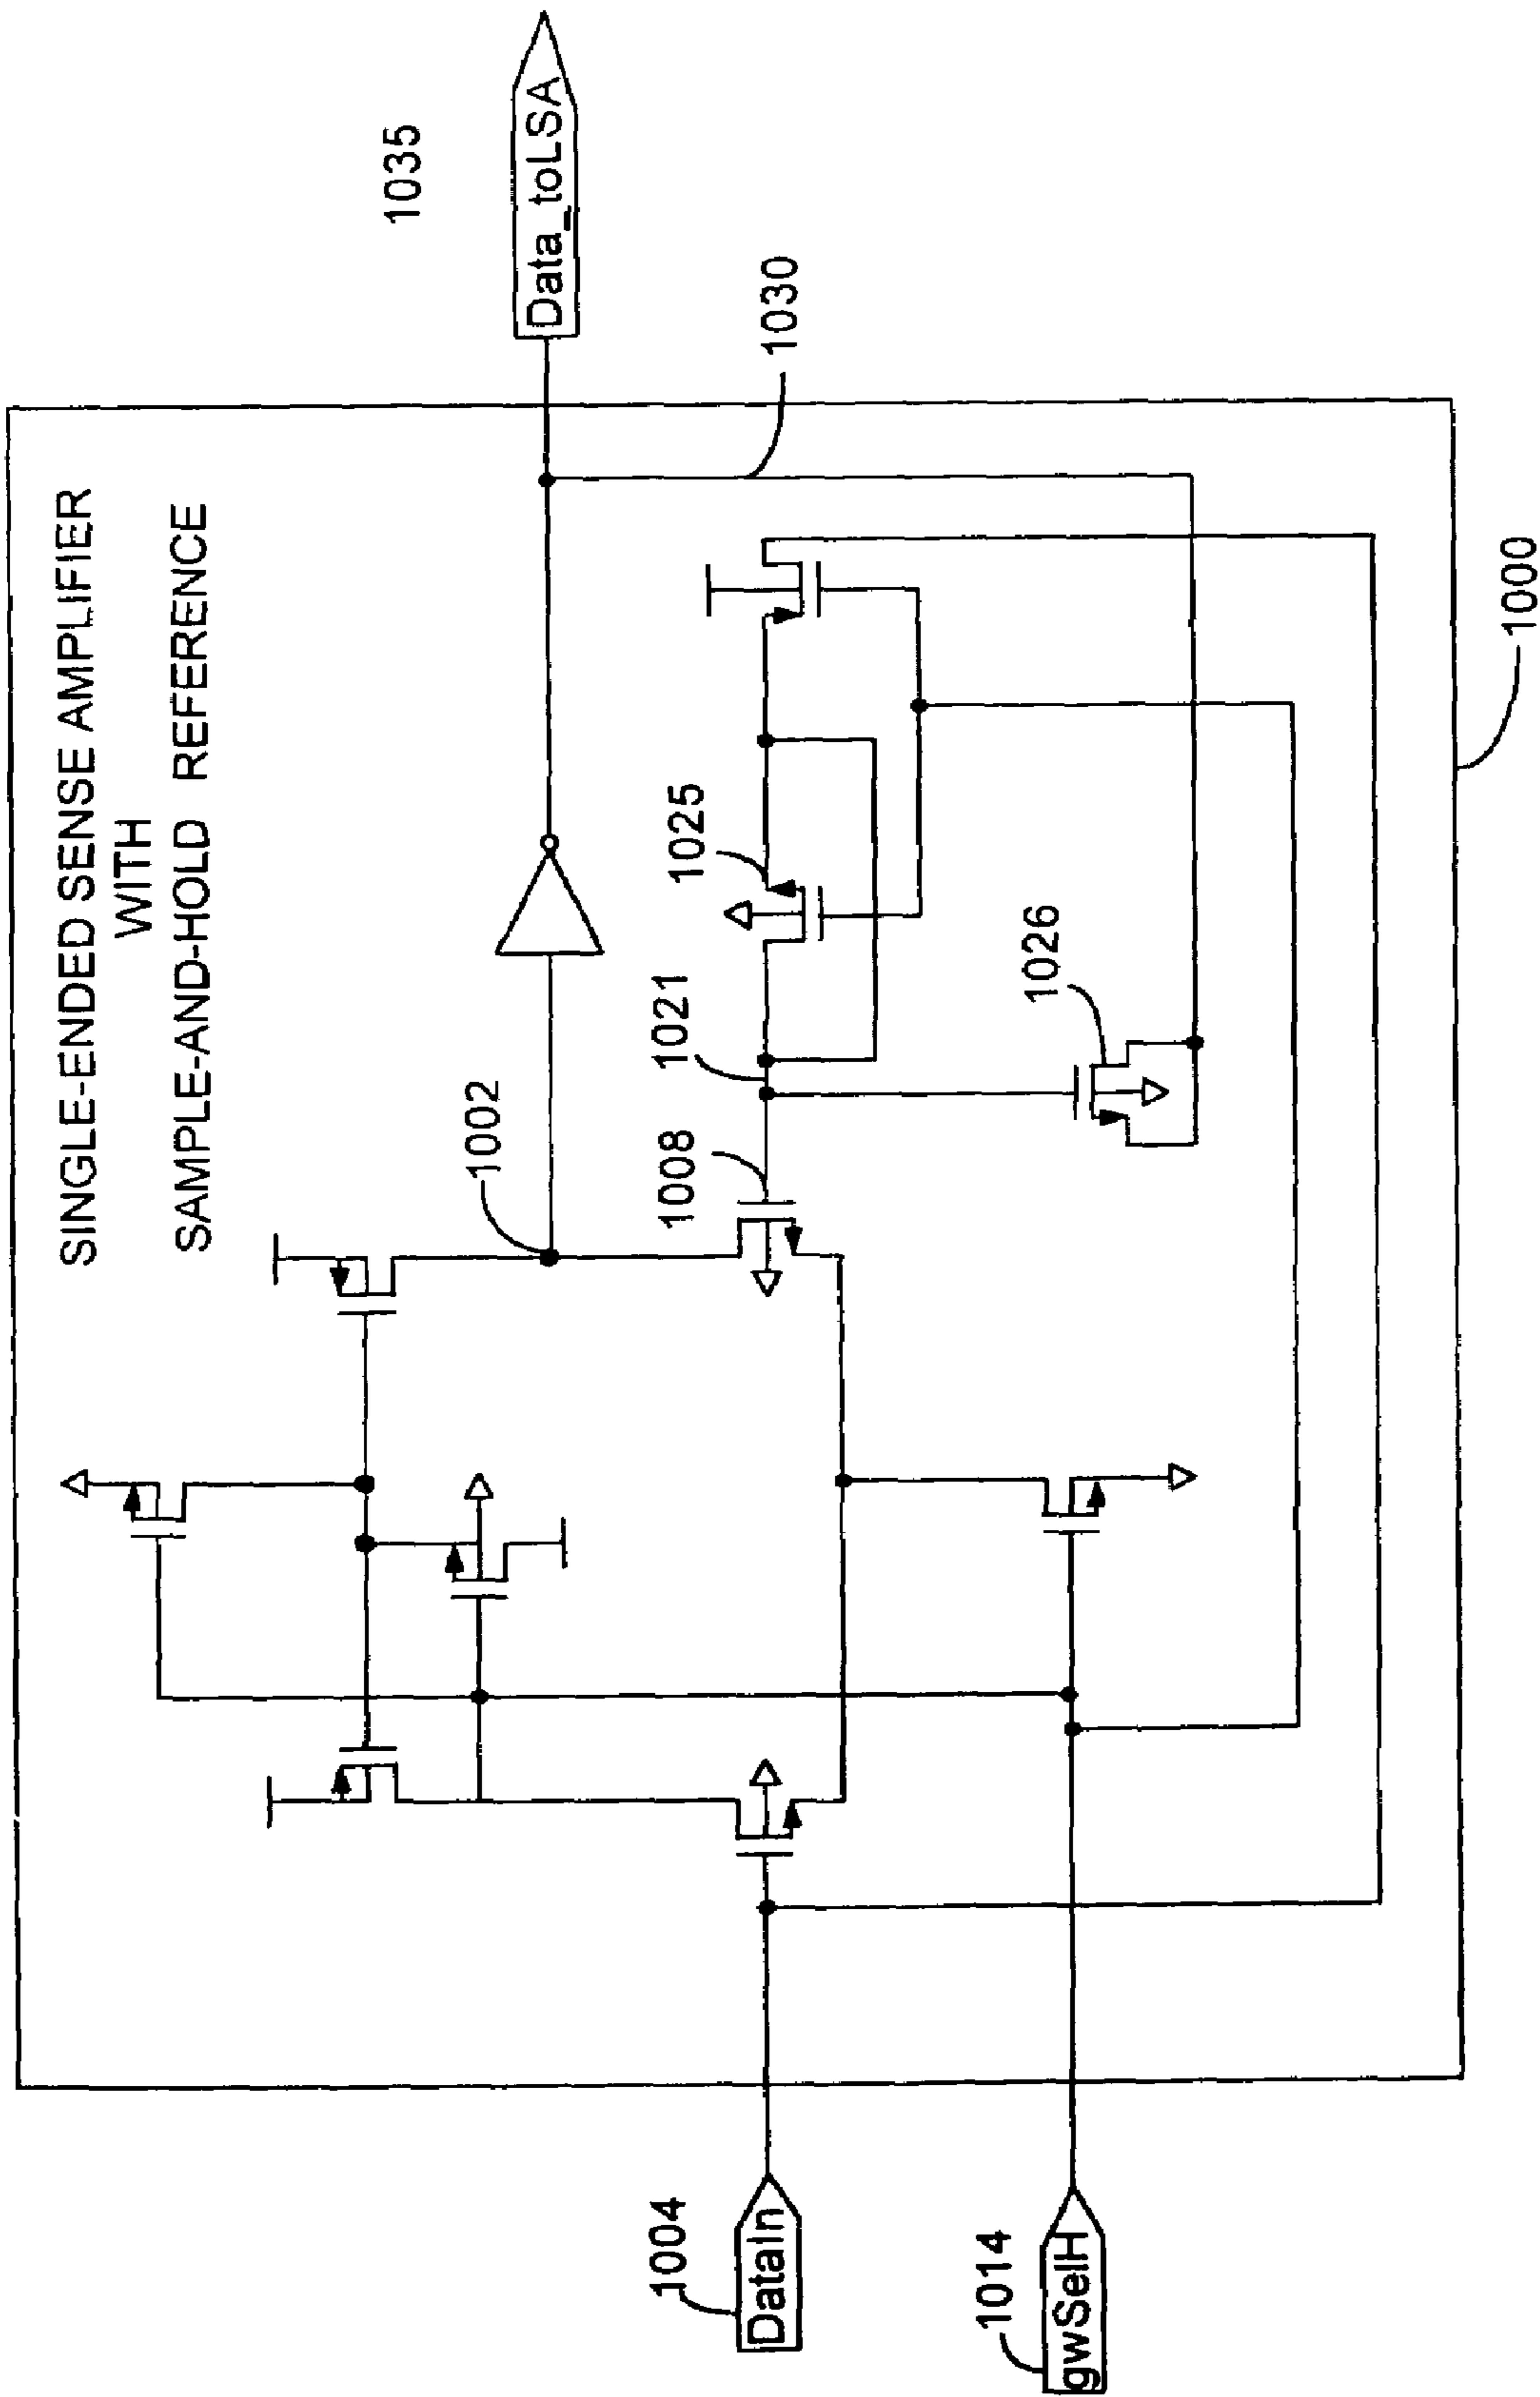 SINGLE-ENDED SENSE AMPLIFIER
WITH
SAMPLE-AND-HOLD REFERENCE
1035
Data_toLSA
1002
1008
1021
1025
1030
1026
1004
DataIn
1014
gwSelH
1000